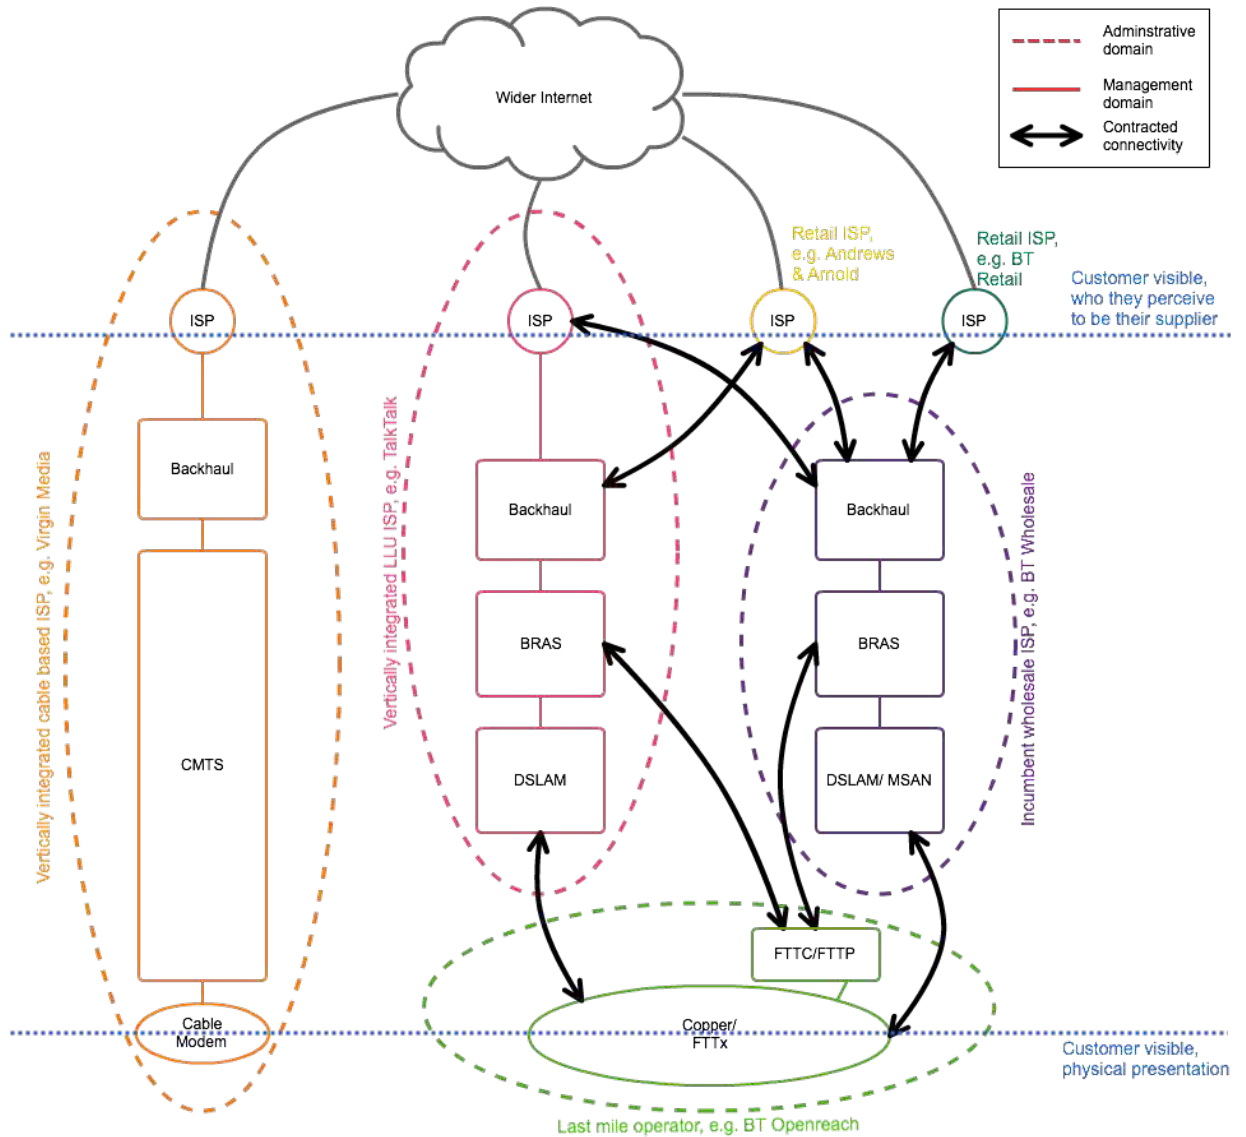 Wider Internet
Adminstrative
domain
Management
domain
Contracted
connectivity
Retail ISP,
e.g. Andrews
& Arnold
Retail ISP,
e.g. BT
Retail
Customer visible,
who they perceive
to be their supplier
ISP
ISP
ISP
ISP
Vertically integrated cable based ISP, e.g. Virgin Media
Backhaul
CMTS
Cable
Modem
Vertically integrated LLU ISP, e.g. TalkTalk
Backhaul
BRAS
DSLAM
Incumbent wholesale ISP, e.g. BT Wholesale
Backhaul
BRAS
DSLAM/ MSAN
FTTC/FTTP
Copper/
FTTx
Customer visible,
physical presentation
Last mile operator, e.g. BT Openreach